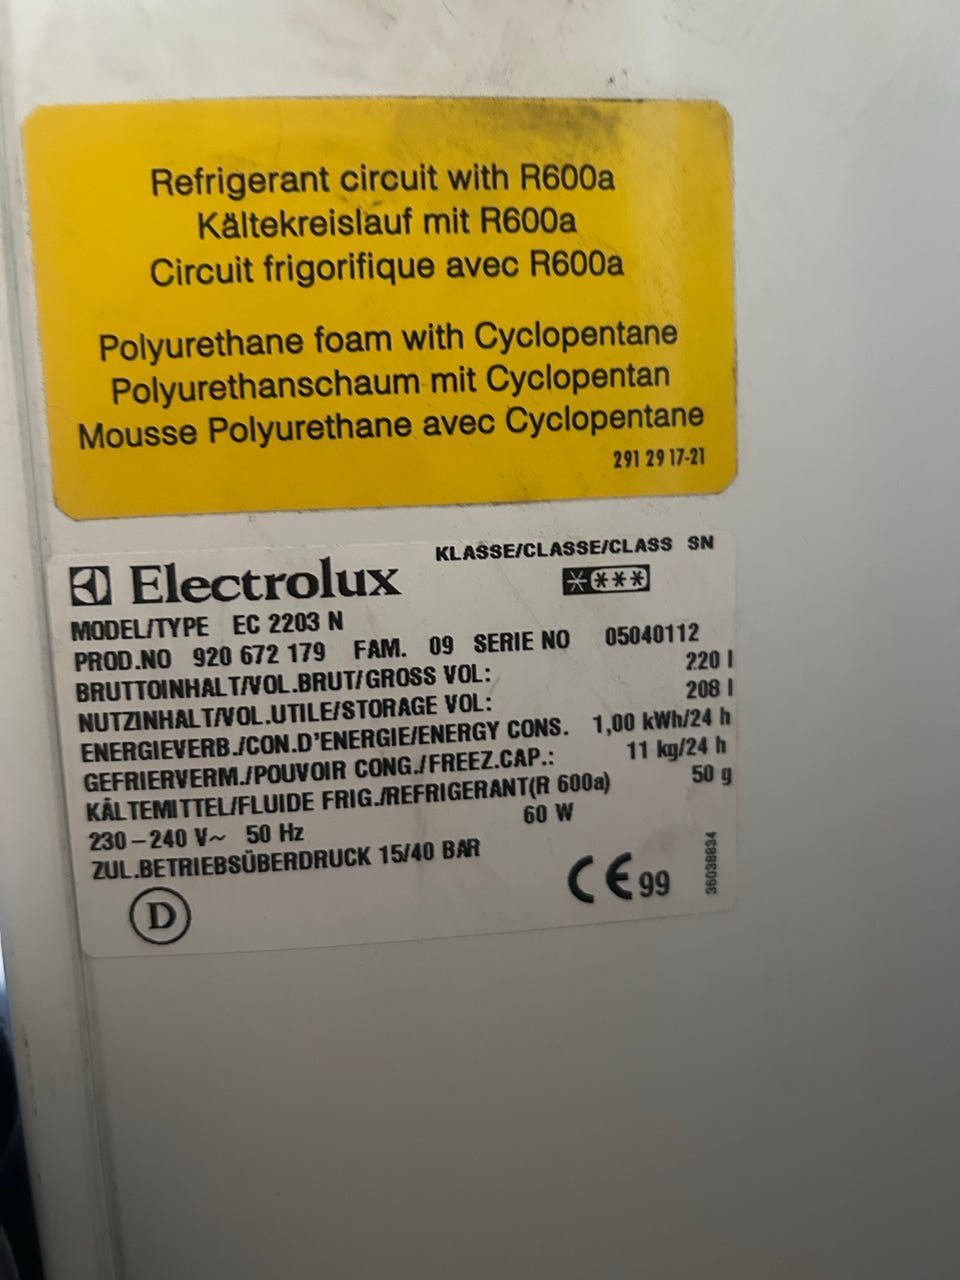 Refrigerant circuit with R600a
Kältekreislauf mit R600a
Circuit frigorifique avec R600a
Polyurethane foam with Cyclopentane
Polyurethanschaum mit Cyclopentan
Mousse Polyurethane avec Cyclopentane
291 29 17-21
KLASSE/CLASSE/CLASS SN
Electrolux
****
MODEL/TYPE EC 2203 N
PROD.NO 920 672 179 FAM. 09 SERIE NO 05040112
BRUTTOINHALT/VOL.BRUT/GROSS VOL: 220 l
NUTZINHALT/VOL.UTILE/STORAGE VOL: 208 l
ENERGIEVERB./CON.D'ENERGIE/ENERGY CONS. 1,00 kWh/24 h
GEFRIERVERM./POUVOIR CONG./FREEZ.CAP.: 11 kg/24 h
KÄLTEMITTEL/FLUIDE FRIG./REFRIGERANT(R 600a) 50 g
230–240 V~ 50 Hz 60 W
ZUL.BETRIEBSÜBERDRUCK 15/40 BAR
D
CE 99
36038834